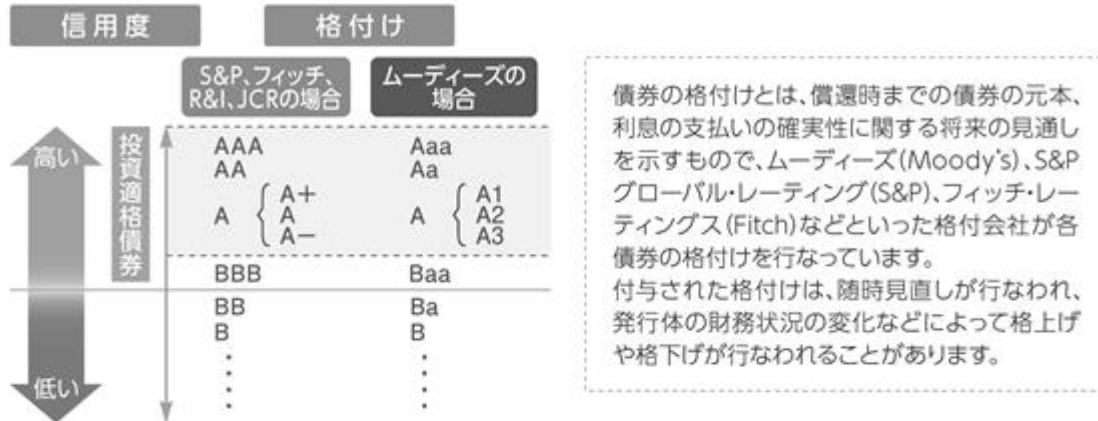 信用度 格付け
S&P、フィッチ、
R&I、JCRの場合
ムーディーズの
場合
高い
低い
投資適格債券
AAA Aaa
AA Aa
A { A+ A { A1
A A2
A− A3
BBB Baa
BB Ba
B B
債券の格付けとは、償還時までの債券の元本、
利息の支払いの確実性に関する将来の見通し
を示すもので、ムーディーズ(Moody's)、S&P
グローバル・レーティング(S&P)、フィッチ・レー
ティングス(Fitch)などといった格付会社が各
債券の格付けを行なっています。
付与された格付けは、随時見直しが行なわれ、
発行体の財務状況の変化などによって格上げ
や格下げが行なわれることがあります。